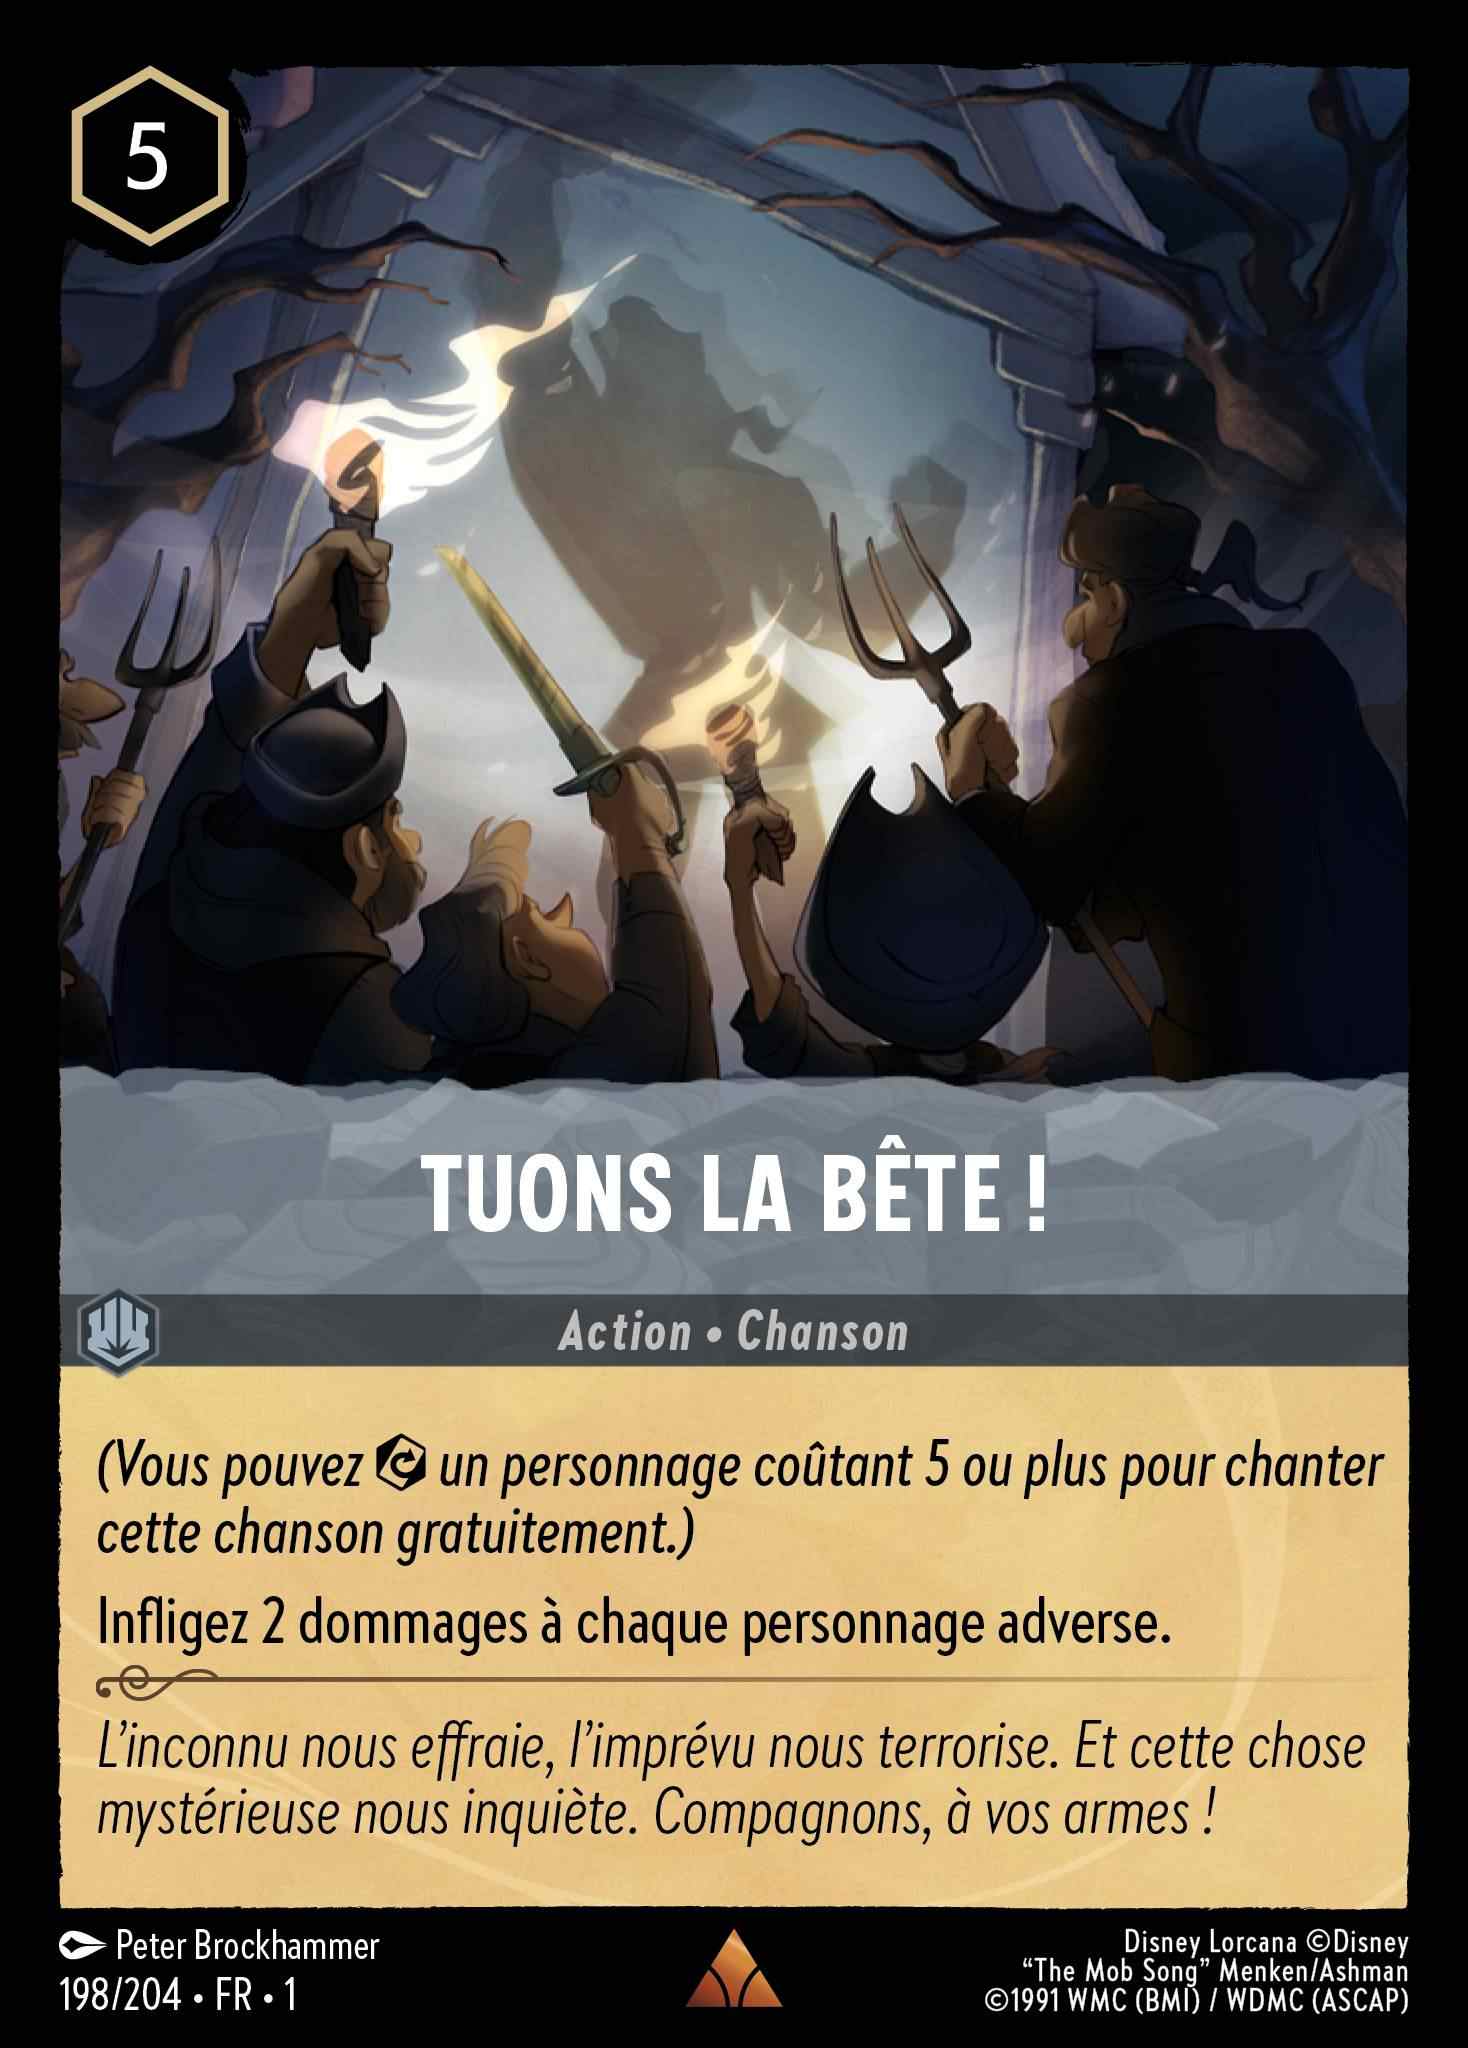 5
TUONS LA BÊTE !
Action • Chanson
(Vous pouvez un personnage coûtant 5 ou plus pour chanter
cette chanson gratuitement.)
Infligez 2 dommages à chaque personnage adverse.
L’inconnu nous effraie, l’imprévu nous terrorise. Et cette chose
mystérieuse nous inquiète. Compagnons, à vos armes !
Peter Brockhammer
198/204 • FR • 1
Disney Lorcana ©Disney
“The Mob Song” Menken/Ashman
©1991 WMC (BMI) / WDMC (ASCAP)